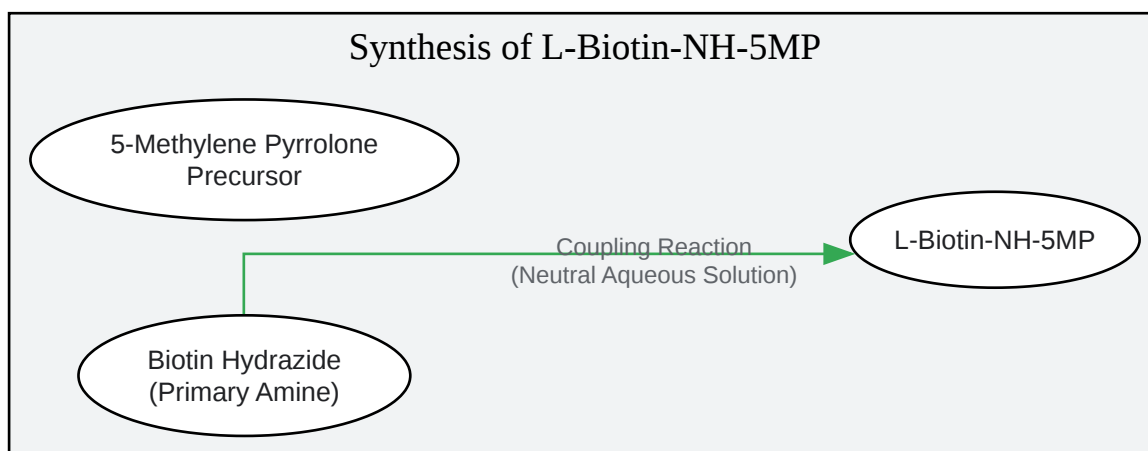 Synthesis of L-Biotin-NH-5MP
5-Methylene Pyrrolone
Precursor
Coupling Reaction
(Neutral Aqueous Solution)
L-Biotin-NH-5MP
Biotin Hydrazide
(Primary Amine)